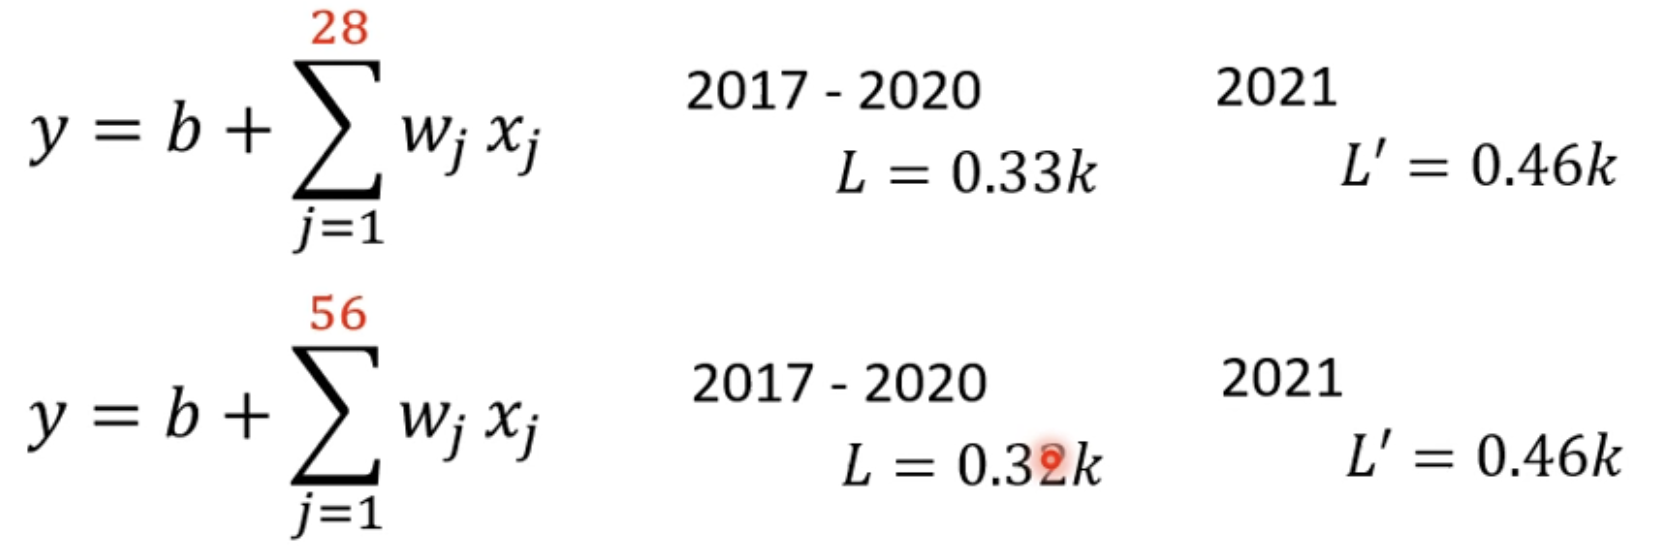 y = b + \sum_{j=1}^{28} w_j x_j
2017 - 2020
L = 0.33k
2021
L' = 0.46k
y = b + \sum_{j=1}^{56} w_j x_j
2017 - 2020
L = 0.32k
2021
L' = 0.46k